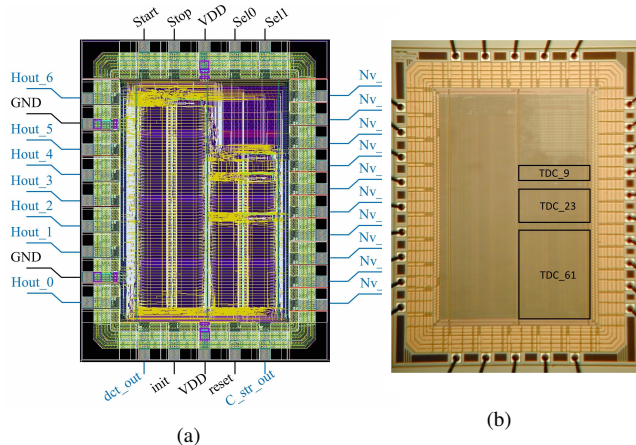 Start Stop VDD Sel0 Sel1
Hout_6
GND
Hout_5
Hout_4
Hout_3
Hout_2
Hout_1
GND
Hout_0
Nv_
Nv_
Nv_
Nv_
Nv_
Nv_
Nv_
Nv_
Nv_
Nv_
dct_out init VDD reset C_str_out
(a)
TDC_9
TDC_23
TDC_61
(b)